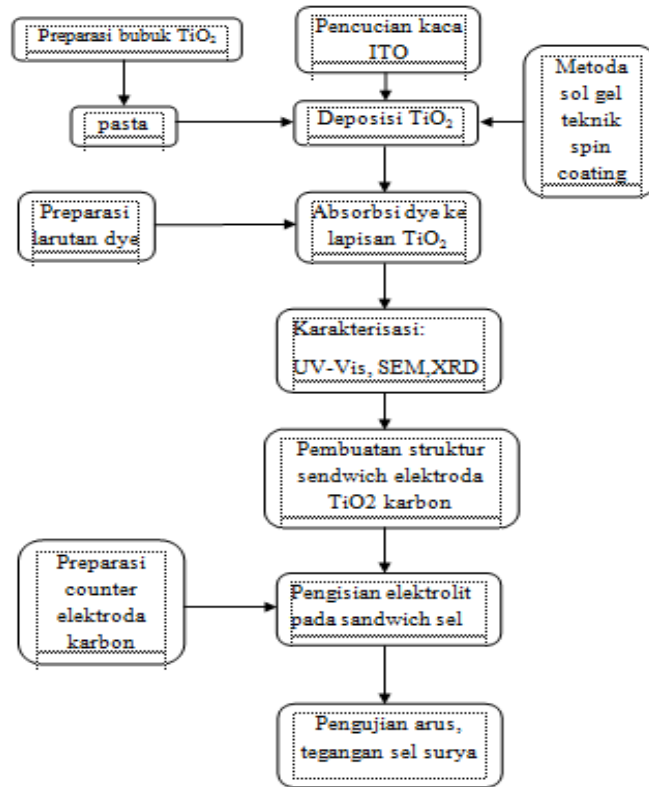 Preparasi bubuk TiO₂
Pencucian kaca
ITO
Metoda
sol gel
teknik
spin
coating
pasta
Deposisi TiO₂
Preparasi
larutan dye
Absorbsi dye ke
lapisan TiO₂
Karakterisasi:
UV-Vis, SEM,XRD
Pembuatan struktur
sendwich elektroda
TiO2 karbon
Preparasi
counter
elektroda
karbon
Pengisian elektrolit
pada sandwich sel
Pengujian arus,
tegangan sel surya